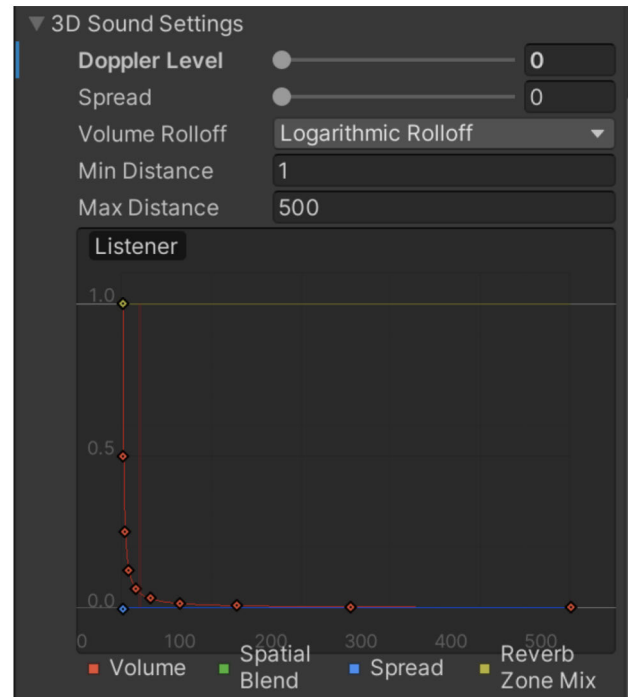 3D Sound Settings
Doppler Level 0
Spread 0
Volume Rolloff Logarithmic Rolloff
Min Distance 1
Max Distance 500
Listener
1.0
0.5
0.0
0 100 200 300 400 500
Volume Spatial Blend Spread Reverb Zone Mix